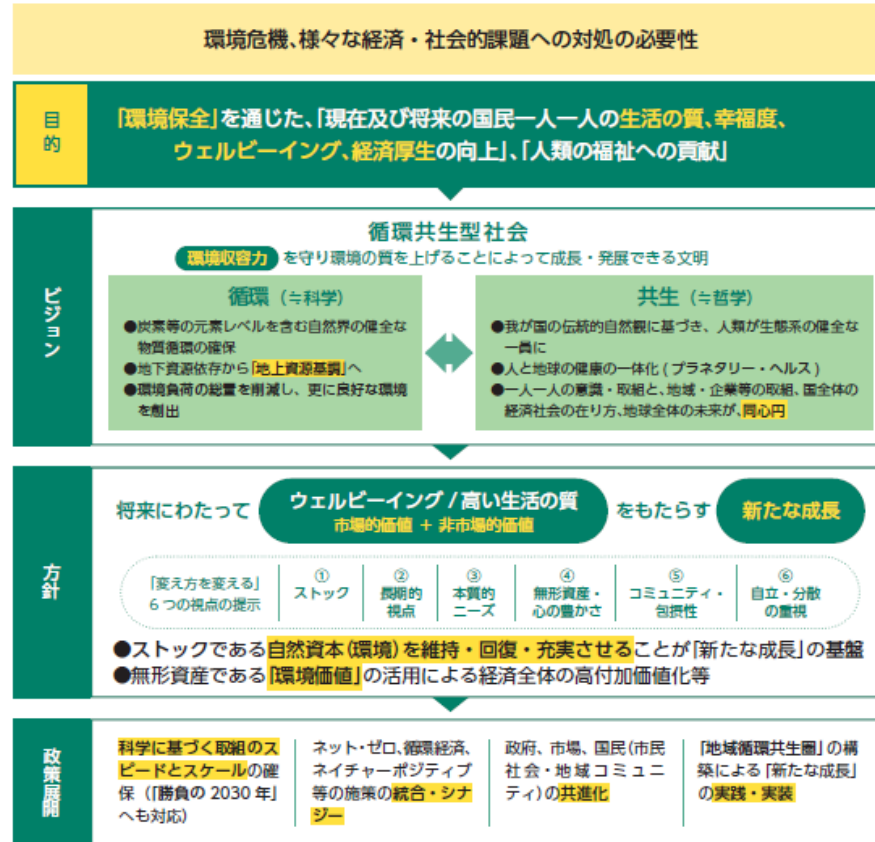 環境危機、様々な経済・社会的課題への対処の必要性
目的
「環境保全」を通じた、「現在及び将来の国民一人一人の生活の質、幸福度、
ウェルビーイング、経済厚生の向上」、「人類の福祉への貢献」
ビジョン
循環共生型社会
環境収容力を守り環境の質を上げることによって成長・発展できる文明
循環(≒科学)
●炭素等の元素レベルを含む自然界の健全な
物質循環の確保
●地下資源依存から「地上資源基調」へ
●環境負荷の総量を削減し、更に良好な環境
を創出
共生(≒哲学)
●我が国の伝統的自然観に基づき、人類が生態系の健全な
一員に
●人と地球の健康の一体化(プラネタリー・ヘルス)
●一人一人の意識・取組と、地域・企業等の取組、国全体の
経済社会の在り方、地球全体の未来が、同心円
方針
将来にわたって
ウェルビーイング/高い生活の質
市場的価値+非市場的価値
をもたらす
新たな成長
「変え方を変える」
6つの視点の提示
①
ストック
②
長期的
視点
③
本質的
ニーズ
④
無形資産・
心の豊かさ
⑤
コミュニティ・
包摂性
⑥
自立・分散
の重視
●ストックである自然資本(環境)を維持・回復・充実させることが「新たな成長」の基盤
●無形資産である「環境価値」の活用による経済全体の高付加価値化等
政策展開
科学に基づく取組のス
ピードとスケールの確
保(「勝負の2030年」
へも対応)
ネット・ゼロ、循環経済、
ネイチャーポジティブ
等の施策の統合・シナ
ジー
政府、市場、国民(市民
社会・地域コミュニ
ティ)の共進化
「地域循環共生圏」の構
築による「新たな成長」
の実践・実装